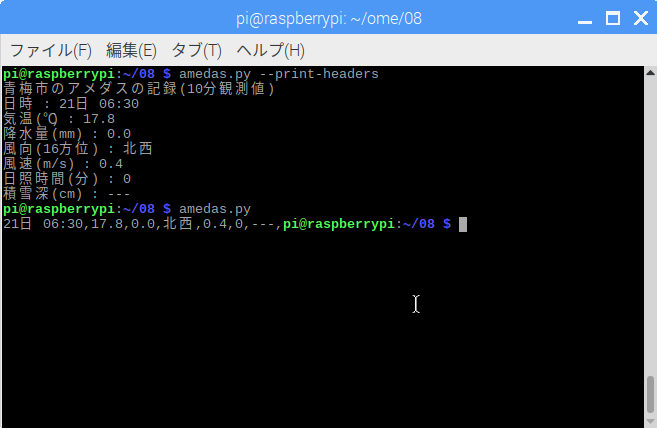 pi@raspberrypi: ~/ome/08
ファイル(F) 編集(E) タブ(T) ヘルプ(H)
pi@raspberrypi:~/08 $ amedas.py --print-headers
青梅市のアメダスの記録(10分観測値)
日時 : 21日 06:30
気温(℃) : 17.8
降水量(mm) : 0.0
風向(16方位) : 北西
風速(m/s) : 0.4
日照時間(分) : 0
積雪深(cm) : ---
pi@raspberrypi:~/08 $ amedas.py
21日 06:30,17.8,0.0,北西,0.4,0,---,pi@raspberrypi:~/08 $